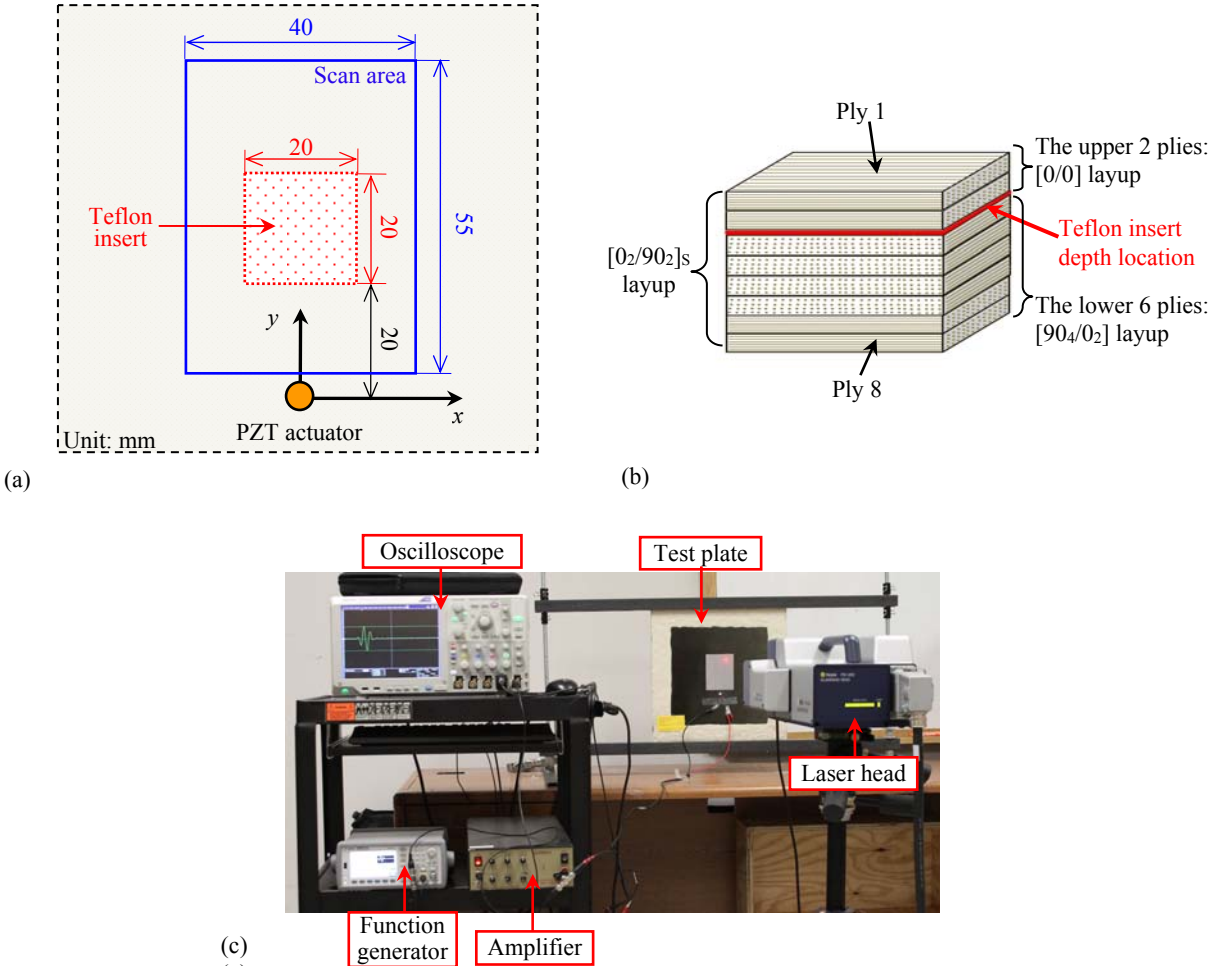 40
Scan area
20
Teflon
insert
20
55
y
20
x
PZT actuator
Unit: mm
(a)
Ply 1
The upper 2 plies:
[0/0] layup
Teflon insert
depth location
[0₂/90₂]s
layup
The lower 6 plies:
[90₄/0₂] layup
Ply 8
(b)
Oscilloscope
Test plate
Laser head
Function
generator
Amplifier
(c)